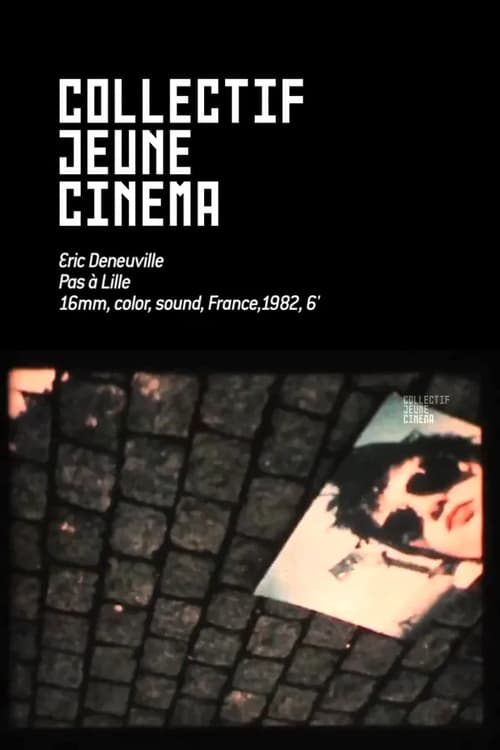 COLLECTIF
JEUNE
CINEMA
Eric Deneuville
Pas à Lille
16mm, color, sound, France,1982, 6'
COLLECTIF
JEUNE
CINEMA